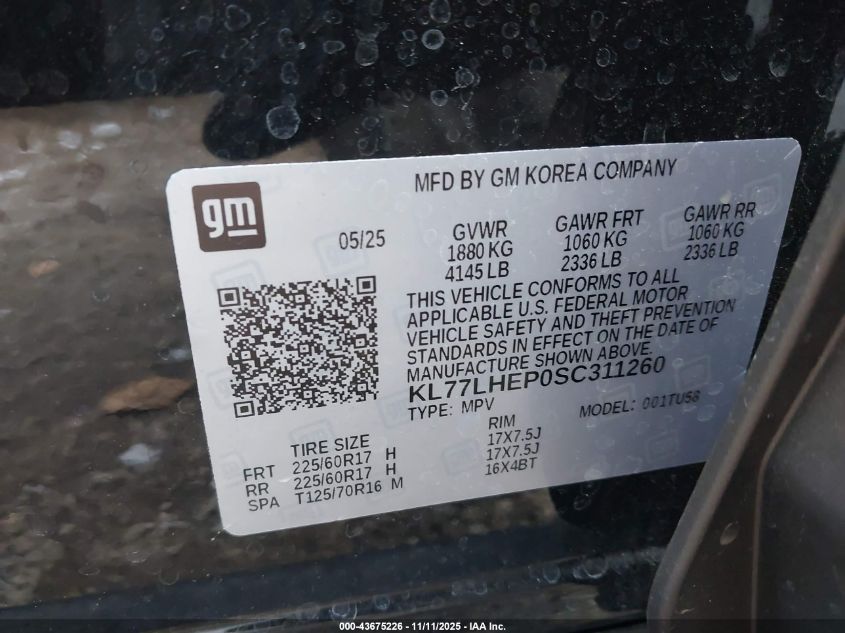 gm
MFD BY GM KOREA COMPANY
05/25
GVWR
1880 KG
4145 LB
GAWR FRT
1060 KG
2336 LB
GAWR RR
1060 KG
2336 LB
THIS VEHICLE CONFORMS TO ALL
APPLICABLE U.S. FEDERAL MOTOR
VEHICLE SAFETY AND THEFT PREVENTION
STANDARDS IN EFFECT ON THE DATE OF
MANUFACTURE SHOWN ABOVE.
KL77LHEP0SC311260
TYPE: MPV
MODEL: 001TU58
TIRE SIZE
RIM
FRT 225/60R17 H 17X7.5J
RR 225/60R17 H 17X7.5J
SPA T125/70R16 M 16X4BT
000-43675226 - 11/11/2025 - IAA Inc.